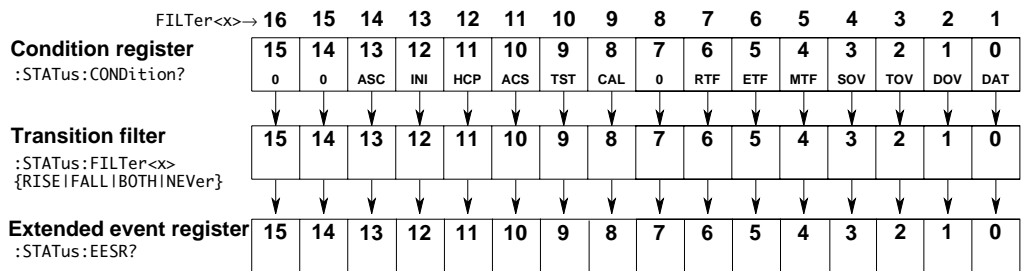 FILTer<x>→ 16 15 14 13 12 11 10 9 8 7 6 5 4 3 2 1
Condition register 15 14 13 12 11 10 9 8 7 6 5 4 3 2 1 0
:STATus:CONDition? 0 0 ASC INI HCP ACS TST CAL 0 RTF ETF MTF SOV TOV DOV DAT
Transition filter 15 14 13 12 11 10 9 8 7 6 5 4 3 2 1 0
:STATus:FILTer<x>
{RISE|FALL|BOTH|NEVer}
Extended event register 15 14 13 12 11 10 9 8 7 6 5 4 3 2 1 0
:STATus:EESR?